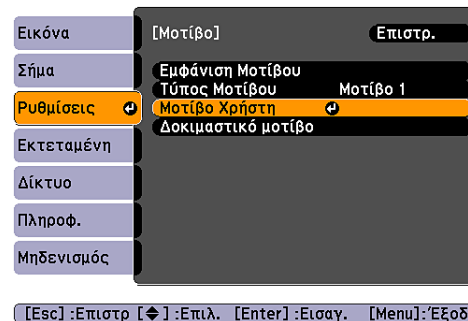 Εικόνα
Σήμα
Ρυθμίσεις
Εκτεταμένη
Δίκτυο
Πληροφ.
Μηδενισμός
[Μοτίβο] Επιστρ.
Εμφάνιση Μοτίβου
Τύπος Μοτίβου Μοτίβο 1
Μοτίβο Χρήστη
Δοκιμαστικό μοτίβο
[Esc] :Επιστρ [◆] :Επιλ. [Enter] :Εισαγ. [Menu]:Έξοδ